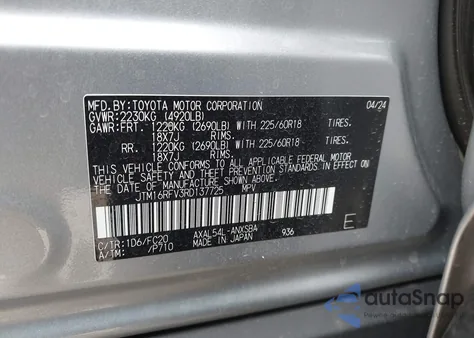 MFD. BY: TOYOTA MOTOR CORPORATION 04/24
GVWR: 2230KG (4920LB)
GAWR: FRT. 1220KG (2690LB) WITH 225/60R18 TIRES.
18X7J RIMS.
RR. 1220KG (2690LB) WITH 225/60R18 TIRES.
18X7J RIMS.
THIS VEHICLE CONFORMS TO ALL APPLICABLE FEDERAL MOTOR
VEHICLE SAFETY AND THEFT PREVENTION STANDARDS IN EFFECT
ON THE DATE OF MANUFACTURE SHOWN ABOVE.
JTM16RFV3RD137725 MPV
C/TR: 1D6/FC20 AXAL54L-ANXSBA 936 E
A/TM: /P710 MADE IN JAPAN
autaSnap